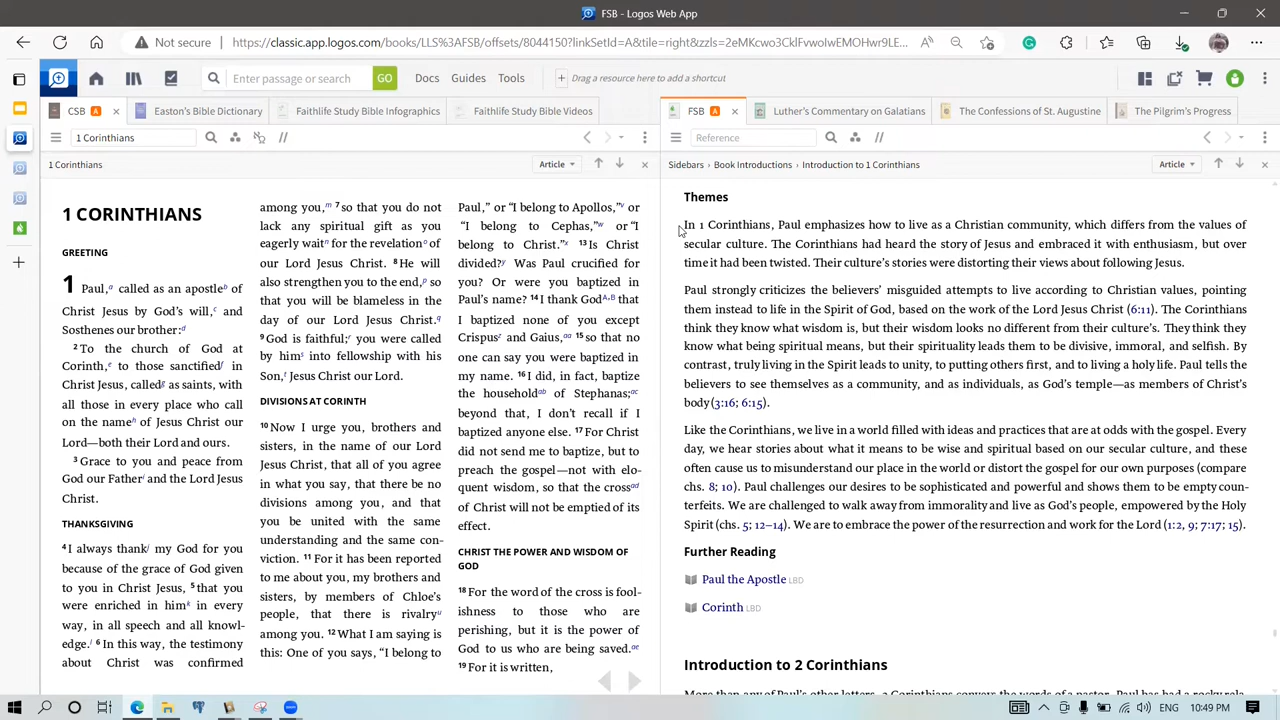 FSB - Logos Web App
Not secure
https://classic.app.logos.com/books/LLS%3AFSB/offsets/8044150?linkSetId=A&tile=right&zzls=2eMKcwo3CklFvwoIwEMOHwr9LE...
Enter passage or search
GO
Docs Guides Tools
Drag a resource here to add a shortcut
CSB A
Easton's Bible Dictionary
Faithlife Study Bible Infographics
Faithlife Study Bible Videos
FSB A
Luther's Commentary on Galatians
The Confessions of St. Augustine
The Pilgrim's Progress
1 Corinthians
Reference
1 Corinthians
Article
Sidebars › Book Introductions › Introduction to 1 Corinthians
Article
1 CORINTHIANS
GREETING
1 Paul,a called as an apostleb of
Christ Jesus by God's will,c and
Sosthenes our brother:d
2 To the church of God at
Corinth,e to those sanctifiedf in
Christ Jesus, calledg as saints, with
all those in every place who call
on the nameh of Jesus Christ our
Lord—both their Lord and ours.
3 Grace to you and peace from
God our Fatheri and the Lord Jesus
Christ.
THANKSGIVING
4 I always thankj my God for you
because of the grace of God given
to you in Christ Jesus, 5 that you
were enriched in himk in every
way, in all speech and all knowl-
edge.l 6 In this way, the testimony
about Christ was confirmed
among you,m 7 so that you do not
lack any spiritual gift as you
eagerly waitn for the revelationo of
our Lord Jesus Christ. 8 He will
also strengthen you to the end,p so
that you will be blameless in the
day of our Lord Jesus Christ.q
9 God is faithful;r you were called
by hims into fellowship with his
Son,t Jesus Christ our Lord.
DIVISIONS AT CORINTH
10 Now I urge you, brothers and
sisters, in the name of our Lord
Jesus Christ, that all of you agree
in what you say, that there be no
divisions among you, and that
you be united with the same
understanding and the same con-
viction. 11 For it has been reported
to me about you, my brothers and
sisters, by members of Chloe's
people, that there is rivalryu
among you. 12 What I am saying is
this: One of you says, “I belong to
Paul,” or “I belong to Apollos,”v or
“I belong to Cephas,”w or “I
belong to Christ.”x 13 Is Christ
divided?y Was Paul crucified for
you? Or were you baptized in
Paul's name? 14 I thank GodA,B that
I baptized none of you except
Crispusz and Gaius,aa 15 so that no
one can say you were baptized in
my name. 16 I did, in fact, baptize
the householdab of Stephanas;ac
beyond that, I don't recall if I
baptized anyone else. 17 For Christ
did not send me to baptize, but to
preach the gospel—not with elo-
quent wisdom, so that the crossad
of Christ will not be emptied of its
effect.
CHRIST THE POWER AND WISDOM OF
GOD
18 For the word of the cross is fool-
ishness to those who are
perishing, but it is the power of
God to us who are being saved.ae
19 For it is written,
Themes
In 1 Corinthians, Paul emphasizes how to live as a Christian community, which differs from the values of
secular culture. The Corinthians had heard the story of Jesus and embraced it with enthusiasm, but over
time it had been twisted. Their culture's stories were distorting their views about following Jesus.
Paul strongly criticizes the believers' misguided attempts to live according to Christian values, pointing
them instead to life in the Spirit of God, based on the work of the Lord Jesus Christ (6:11). The Corinthians
think they know what wisdom is, but their wisdom looks no different from their culture's. They think they
know what being spiritual means, but their spirituality leads them to be divisive, immoral, and selfish. By
contrast, truly living in the Spirit leads to unity, to putting others first, and to living a holy life. Paul tells the
believers to see themselves as a community, and as individuals, as God's temple—as members of Christ's
body (3:16; 6:15).
Like the Corinthians, we live in a world filled with ideas and practices that are at odds with the gospel. Every
day, we hear stories about what it means to be wise and spiritual based on our secular culture, and these
often cause us to misunderstand our place in the world or distort the gospel for our own purposes (compare
chs. 8; 10). Paul challenges our desires to be sophisticated and powerful and shows them to be empty coun-
terfeits. We are challenged to walk away from immorality and live as God's people, empowered by the Holy
Spirit (chs. 5; 12–14). We are to embrace the power of the resurrection and work for the Lord (1:2, 9; 7:17; 15).
Further Reading
Paul the Apostle LBD
Corinth LBD
Introduction to 2 Corinthians
ENG 10:49 PM